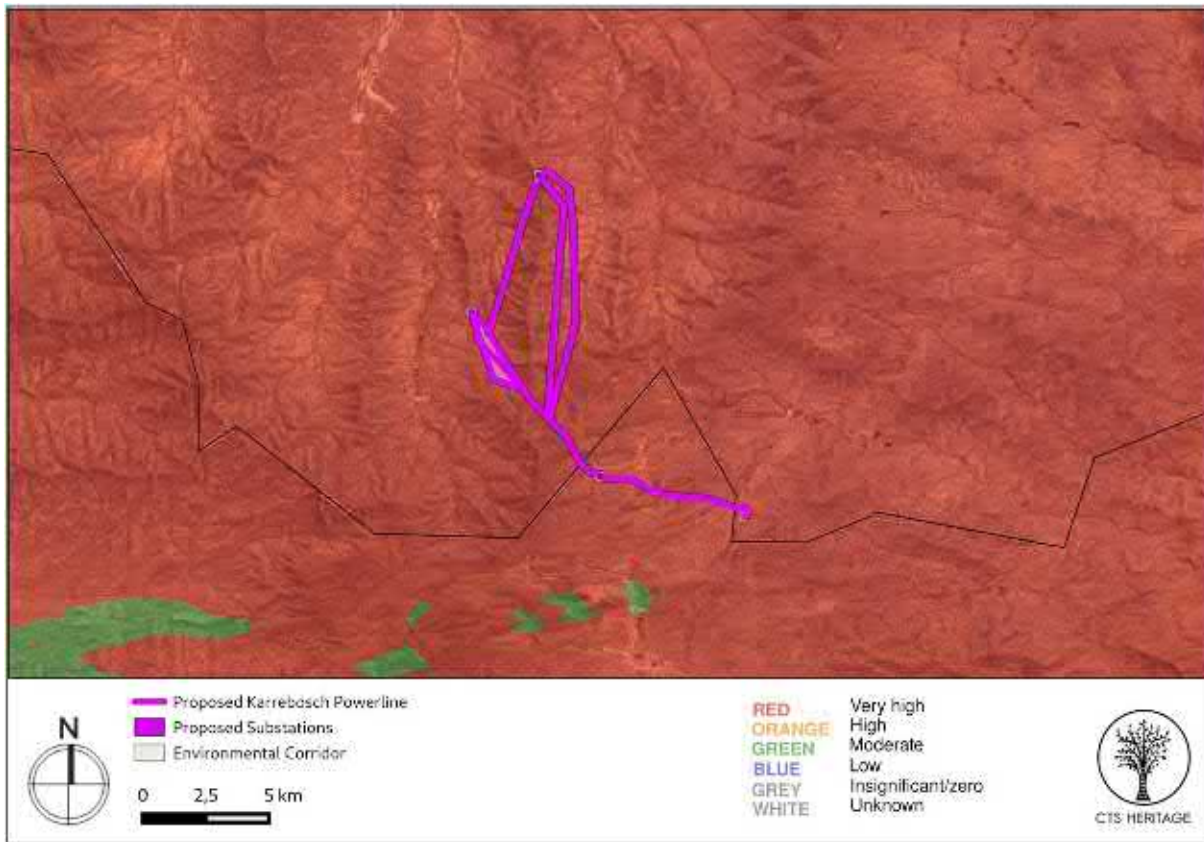 Proposed Karrebosch Powerline
Proposed Substations
Environmental Corridor
N
0 2,5 5 km
RED Very high
ORANGE High
GREEN Moderate
BLUE Low
GREY Insignificant/zero
WHITE Unknown
CTS HERITAGE